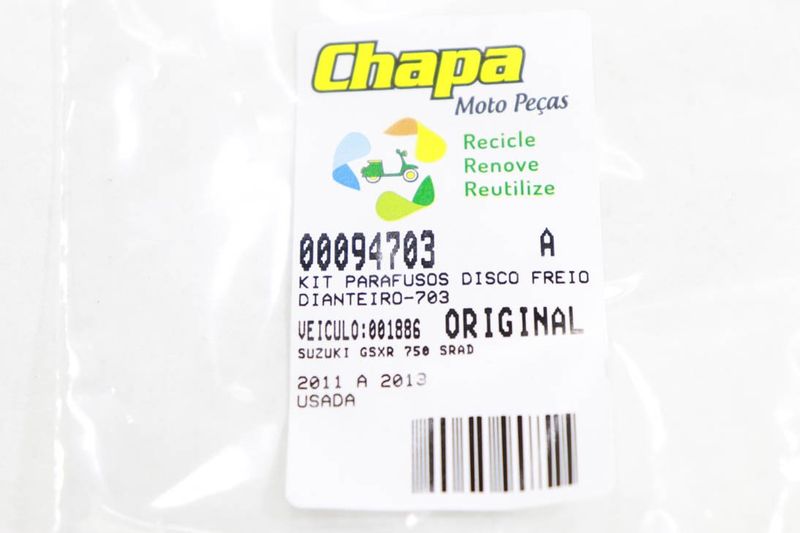 Chapa
Moto Peças
Recicle
Renove
Reutilize
00094703 A
KIT PARAFUSOS DISCO FREIO
DIANTEIRO-703
VEICULO:001886 ORIGINAL
SUZUKI GSXR 750 SRAD
2011 A 2013
USADA